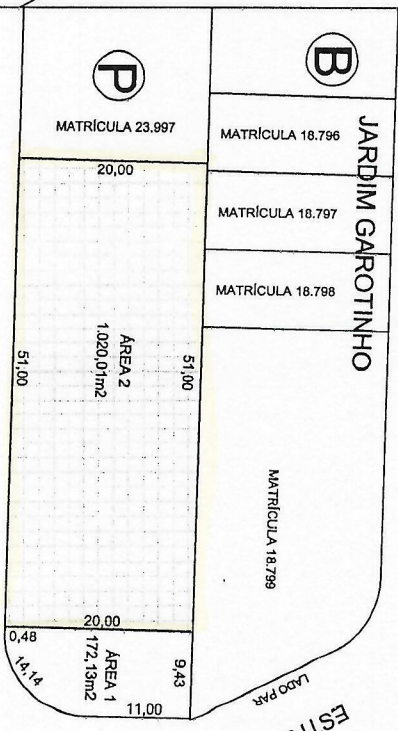 P
B
JARDIM GAROTINHO
MATRÍCULA 23.997
MATRÍCULA 18.796
20,00
MATRÍCULA 18.797
MATRÍCULA 18.798
ÁREA 2
1.020,01m2
51,00
51,00
MATRÍCULA 18.799
20,00
0,48
ÁREA 1
172,13m2
9,43
14,14
11,00
LADO PAR